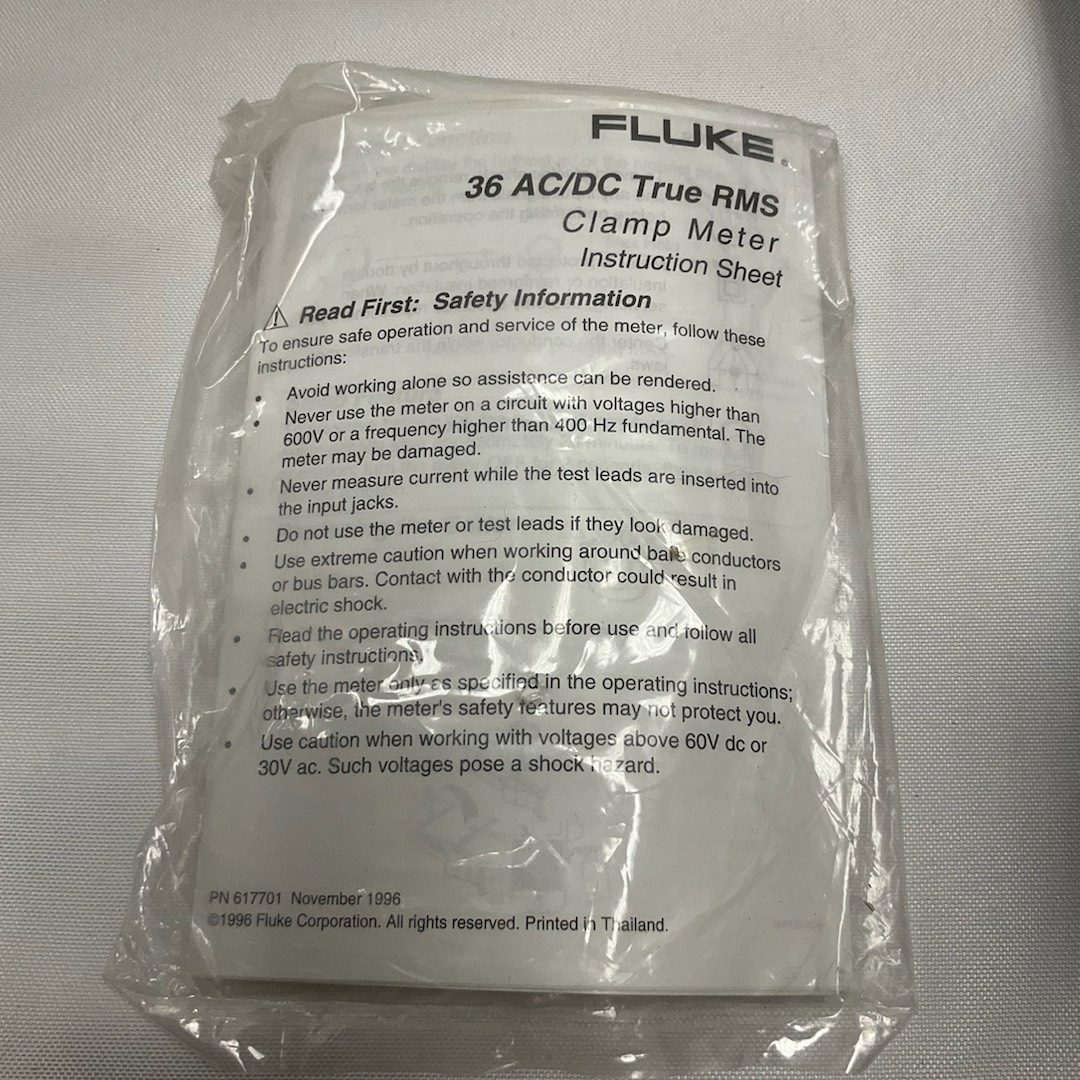 FLUKE®
36 AC/DC True RMS
Clamp Meter
Instruction Sheet
⚠ Read First: Safety Information
To ensure safe operation and service of the meter, follow these
instructions:
• Avoid working alone so assistance can be rendered.
• Never use the meter on a circuit with voltages higher than
600V or a frequency higher than 400 Hz fundamental. The
meter may be damaged.
• Never measure current while the test leads are inserted into
the input jacks.
• Do not use the meter or test leads if they look damaged.
• Use extreme caution when working around bare conductors
or bus bars. Contact with the conductor could result in
electric shock.
• Read the operating instructions before use and follow all
safety instructions.
• Use the meter only as specified in the operating instructions;
otherwise, the meter's safety features may not protect you.
• Use caution when working with voltages above 60V dc or
30V ac. Such voltages pose a shock hazard.
PN 617701 November 1996
©1996 Fluke Corporation. All rights reserved. Printed in Thailand.